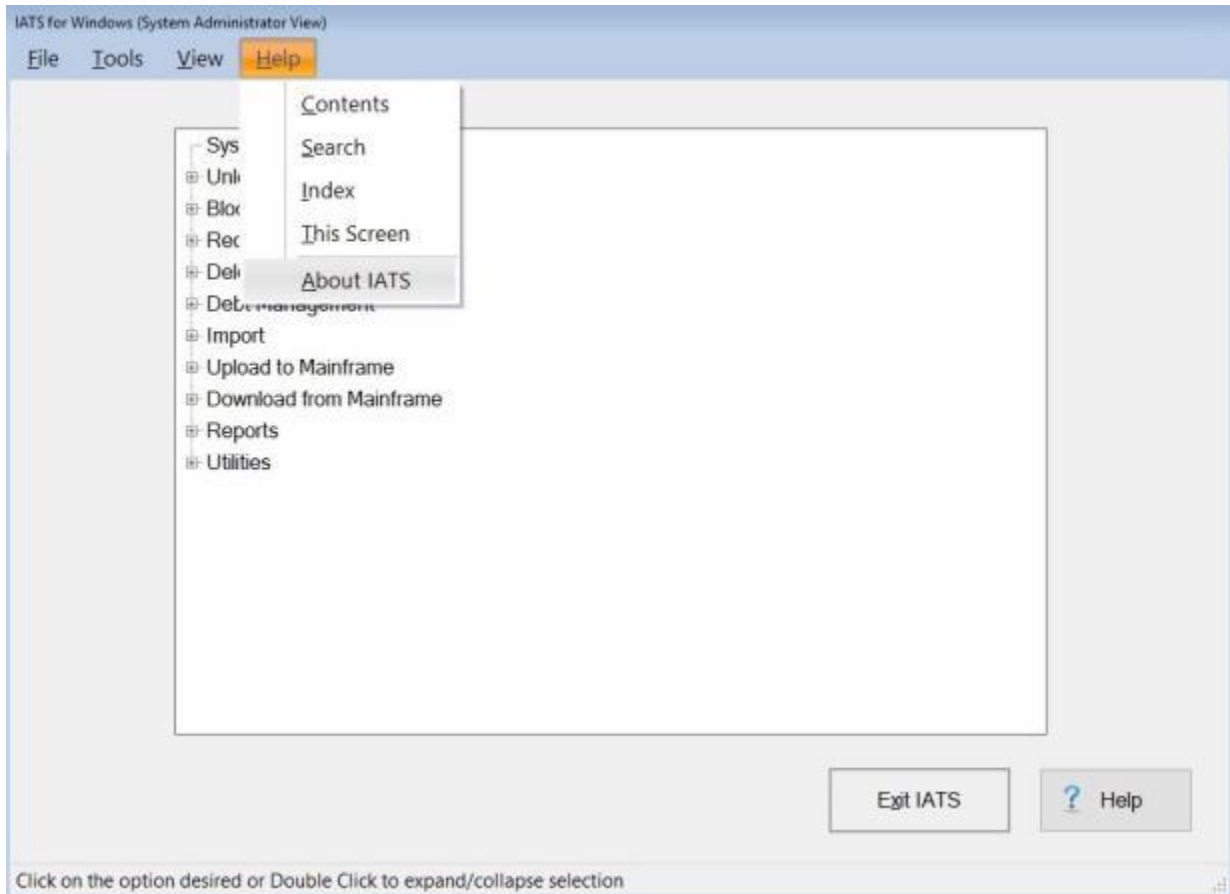 IATS for Windows (System Administrator View)
File Tools View Help
Contents
Search
Index
This Screen
About IATS
Sys
Unl
Bloc
Rec
Del
Debt Management
Import
Upload to Mainframe
Download from Mainframe
Reports
Utilities
Exit IATS
? Help
Click on the option desired or Double Click to expand/collapse selection